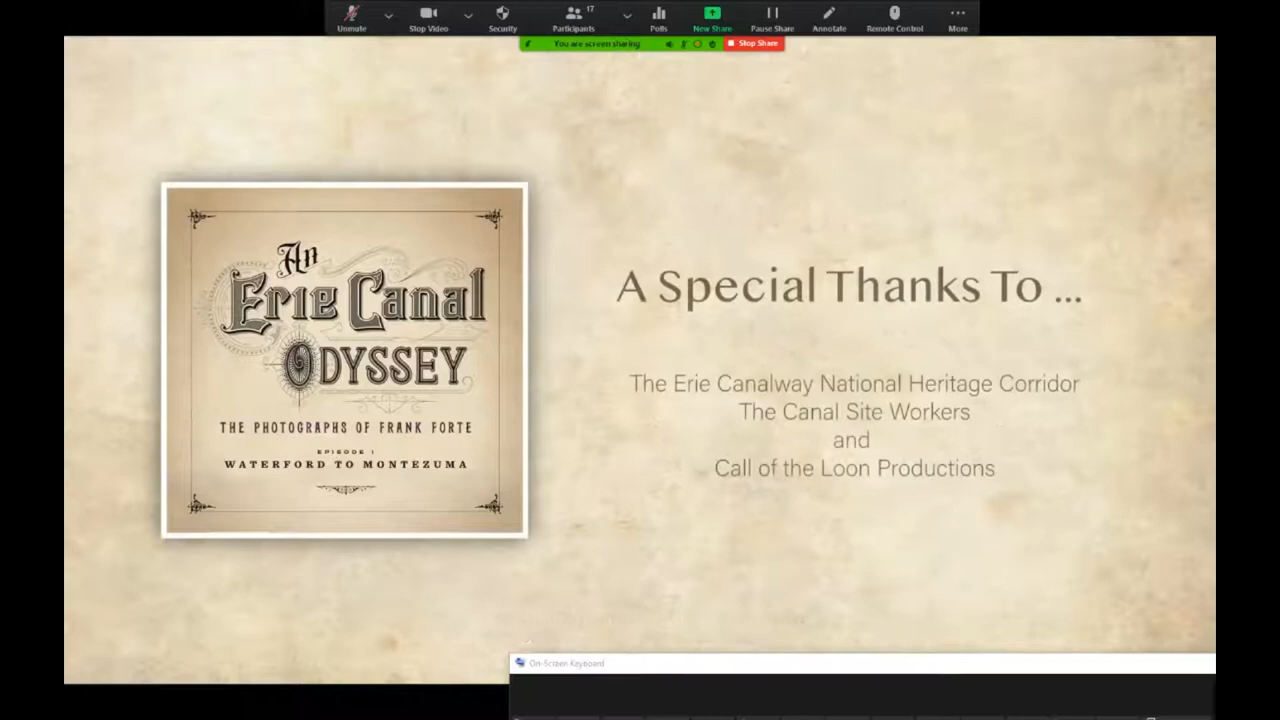 Unmute
Stop Video
Security
Participants
17
Polls
New Share
Pause Share
Annotate
Remote Control
More
You are screen sharing
Stop Share
An
Erie Canal
Odyssey
THE PHOTOGRAPHS OF FRANK FORTE
EPISODE 1
WATERFORD TO MONTEZUMA
A Special Thanks To ...
The Erie Canalway National Heritage Corridor
The Canal Site Workers
and
Call of the Loon Productions
On-Screen Keyboard